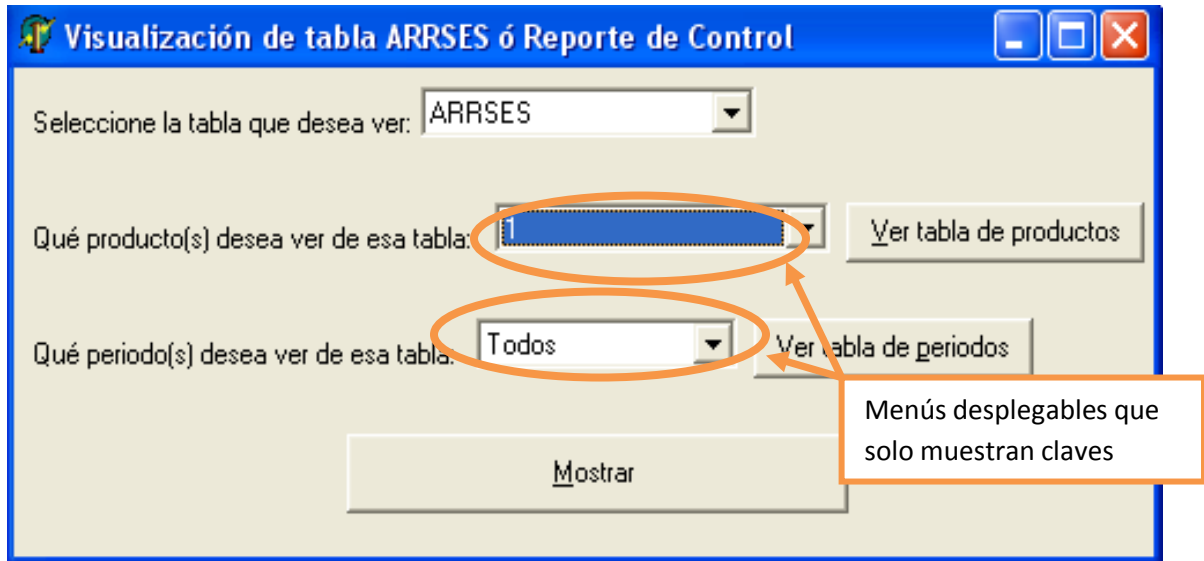 Visualización de tabla ARRSES ó Reporte de Control
Seleccione la tabla que desea ver: ARRSES
Qué producto(s) desea ver de esa tabla: 1 Ver tabla de productos
Qué periodo(s) desea ver de esa tabla: Todos Ver tabla de periodos
Menús desplegables que
solo muestran claves
Mostrar